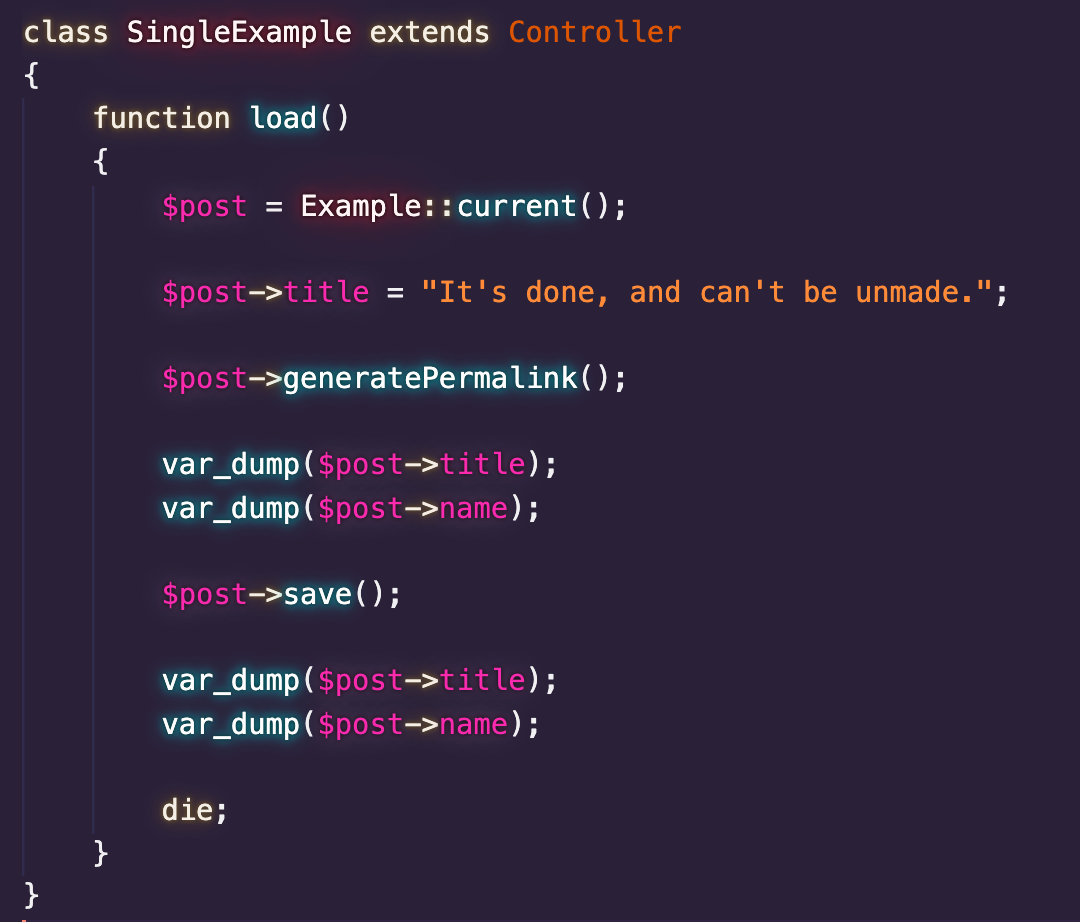 class SingleExample extends Controller
{
    function load()
    {
        $post = Example::current();

        $post->title = "It's done, and can't be unmade.";

        $post->generatePermalink();

        var_dump($post->title);
        var_dump($post->name);

        $post->save();

        var_dump($post->title);
        var_dump($post->name);

        die;
    }
}